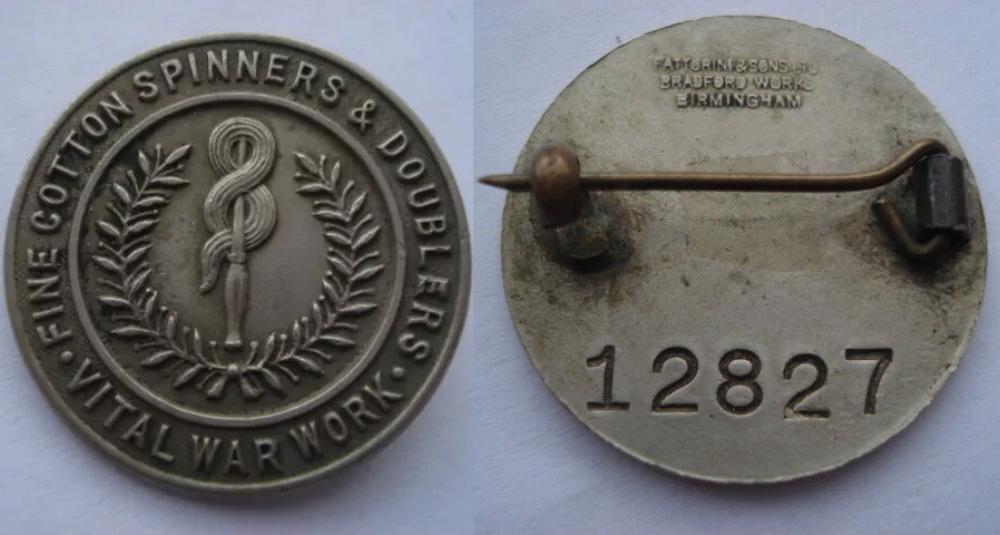 FINE COTTON SPINNERS & DOUBLERS
· VITAL WAR WORK ·
FATTORINI & SONS LTD
BRADFORD WORKS
BIRMINGHAM
12827